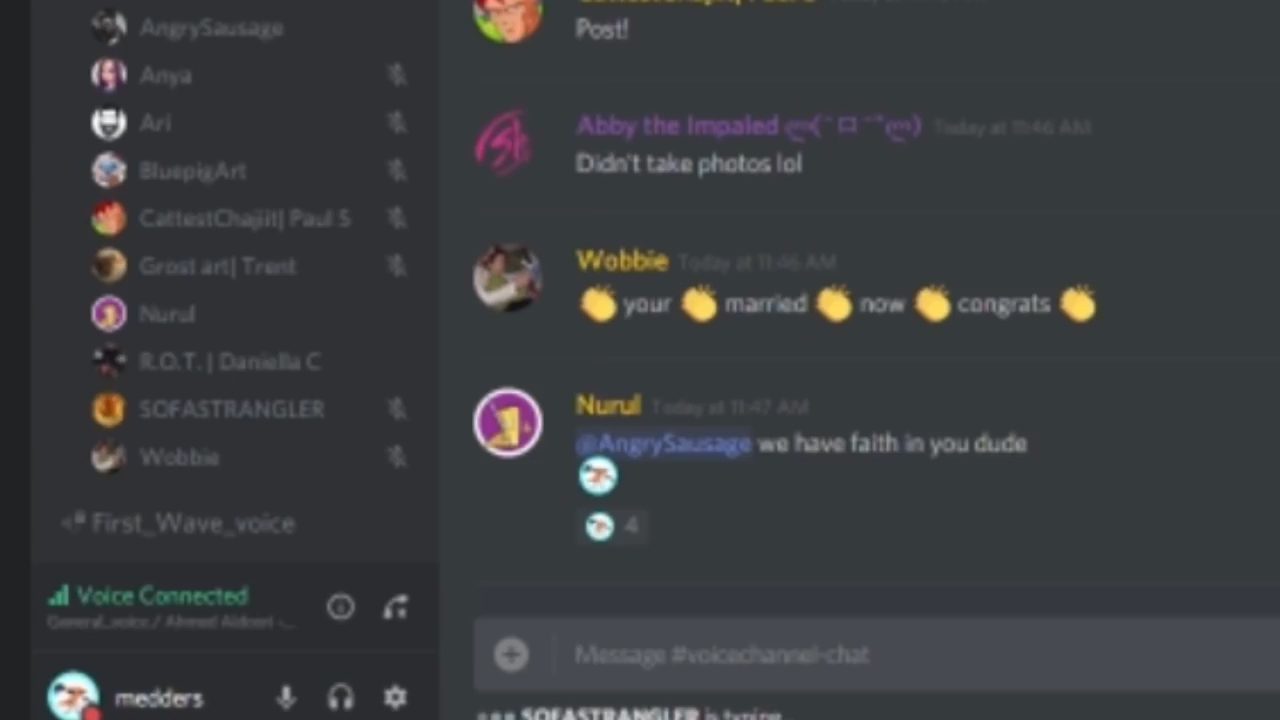 AngrySausage
Anya
Ari
BluepigArt
CattestChajiit| Paul S
Grost art| Trent
Nurul
R.O.T. | Daniella C
SOFASTRANGLER
Wobbie
First_Wave_voice
Voice Connected
General_voice /
medders
Post!
Abby the Impaled Today at 11:46 AM
Didn't take photos lol
Wobbie Today at 11:46 AM
👏 your 👏 married 👏 now 👏 congrats 👏
Nurul Today at 11:47 AM
@AngrySausage we have faith in you dude
4
Message #voicechannel-chat
SOFASTRANGLER is typing...